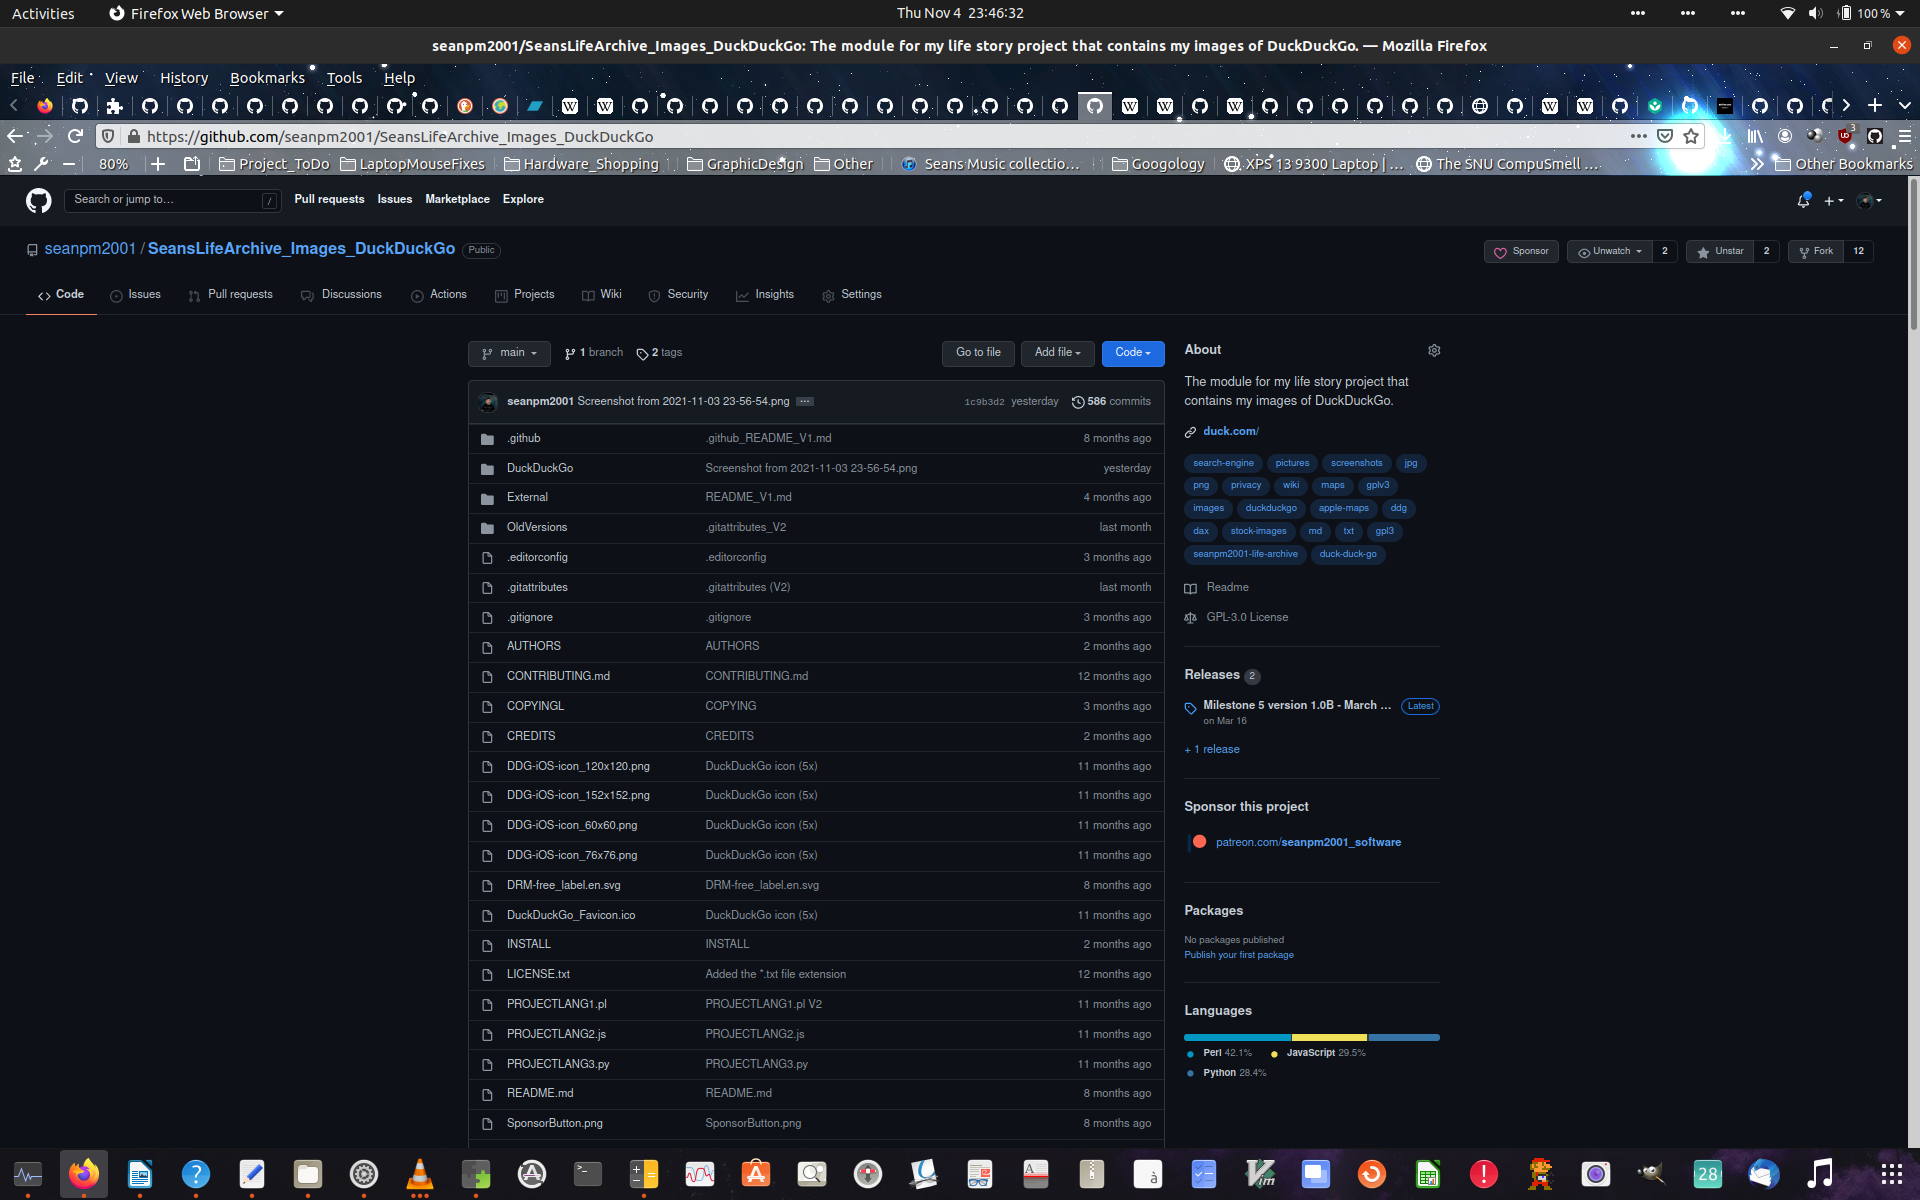 Activities Firefox Web Browser Thu Nov 4 23:46:32 100 %
seanpm2001/SeansLifeArchive_Images_DuckDuckGo: The module for my life story project that contains my images of DuckDuckGo. — Mozilla Firefox
File Edit View History Bookmarks Tools Help
https://github.com/seanpm2001/SeansLifeArchive_Images_DuckDuckGo 3
80% Project_ToDo LaptopMouseFixes Hardware_Shopping GraphicDesign Other Seans Music collectio... Googology XPS 13 9300 Laptop | ... The SNU CompuSmell ... Other Bookmarks
Search or jump to... / Pull requests Issues Marketplace Explore
seanpm2001 / SeansLifeArchive_Images_DuckDuckGo Public Sponsor Unwatch 2 Unstar 2 Fork 12
Code Issues Pull requests Discussions Actions Projects Wiki Security Insights Settings
main 1 branch 2 tags Go to file Add file Code
seanpm2001 Screenshot from 2021-11-03 23-56-54.png ... 1c9b3d2 yesterday 586 commits
.github .github_README_V1.md 8 months ago
DuckDuckGo Screenshot from 2021-11-03 23-56-54.png yesterday
External README_V1.md 4 months ago
OldVersions .gitattributes_V2 last month
.editorconfig .editorconfig 3 months ago
.gitattributes .gitattributes (V2) last month
.gitignore .gitignore 3 months ago
AUTHORS AUTHORS 2 months ago
CONTRIBUTING.md CONTRIBUTING.md 12 months ago
COPYINGL COPYING 3 months ago
CREDITS CREDITS 2 months ago
DDG-iOS-icon_120x120.png DuckDuckGo icon (5x) 11 months ago
DDG-iOS-icon_152x152.png DuckDuckGo icon (5x) 11 months ago
DDG-iOS-icon_60x60.png DuckDuckGo icon (5x) 11 months ago
DDG-iOS-icon_76x76.png DuckDuckGo icon (5x) 11 months ago
DRM-free_label.en.svg DRM-free_label.en.svg 8 months ago
DuckDuckGo_Favicon.ico DuckDuckGo icon (5x) 11 months ago
INSTALL INSTALL 2 months ago
LICENSE.txt Added the *.txt file extension 12 months ago
PROJECTLANG1.pl PROJECTLANG1.pl V2 11 months ago
PROJECTLANG2.js PROJECTLANG2.js 11 months ago
PROJECTLANG3.py PROJECTLANG3.py 11 months ago
README.md README.md 8 months ago
SponsorButton.png SponsorButton.png 8 months ago
About
The module for my life story project that
contains my images of DuckDuckGo.
duck.com/
search-engine pictures screenshots jpg
png privacy wiki maps gplv3
images duckduckgo apple-maps ddg
dax stock-images md txt gpl3
seanpm2001-life-archive duck-duck-go
Readme
GPL-3.0 License
Releases 2
Milestone 5 version 1.0B - March ... Latest
on Mar 16
+ 1 release
Sponsor this project
patreon.com/seanpm2001_software
Packages
No packages published
Publish your first package
Languages
Perl 42.1% JavaScript 29.5%
Python 28.4%
28